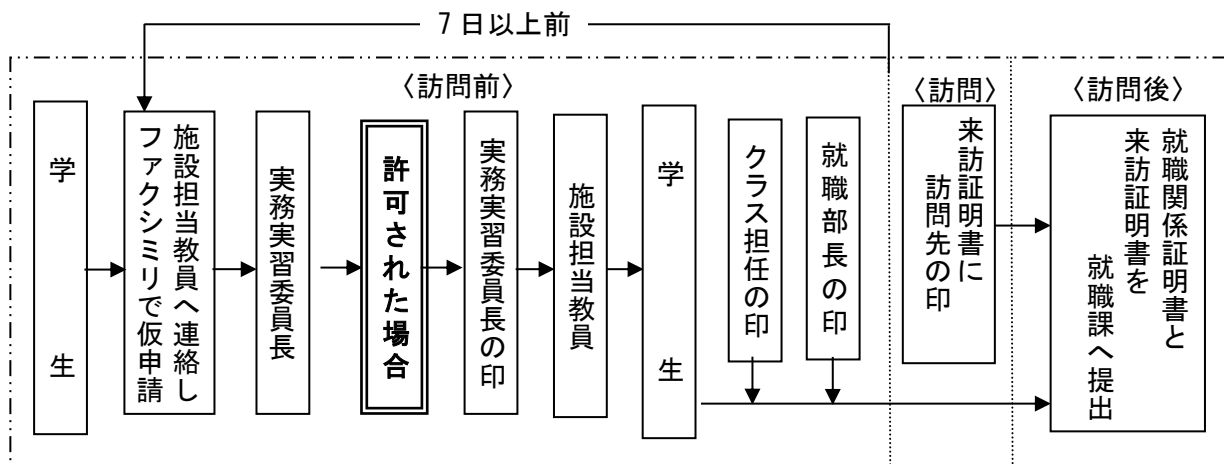 7日以上前
〈訪問前〉
学生
施設担当教員へ連絡し
ファクシミリで仮申請
実務実習委員長
許可された場合
実務実習委員長の印
施設担当教員
学生
クラス担任の印
就職部長の印
〈訪問〉
来訪証明書に
訪問先の印
〈訪問後〉
就職関係証明書と
来訪証明書を
就職課へ提出